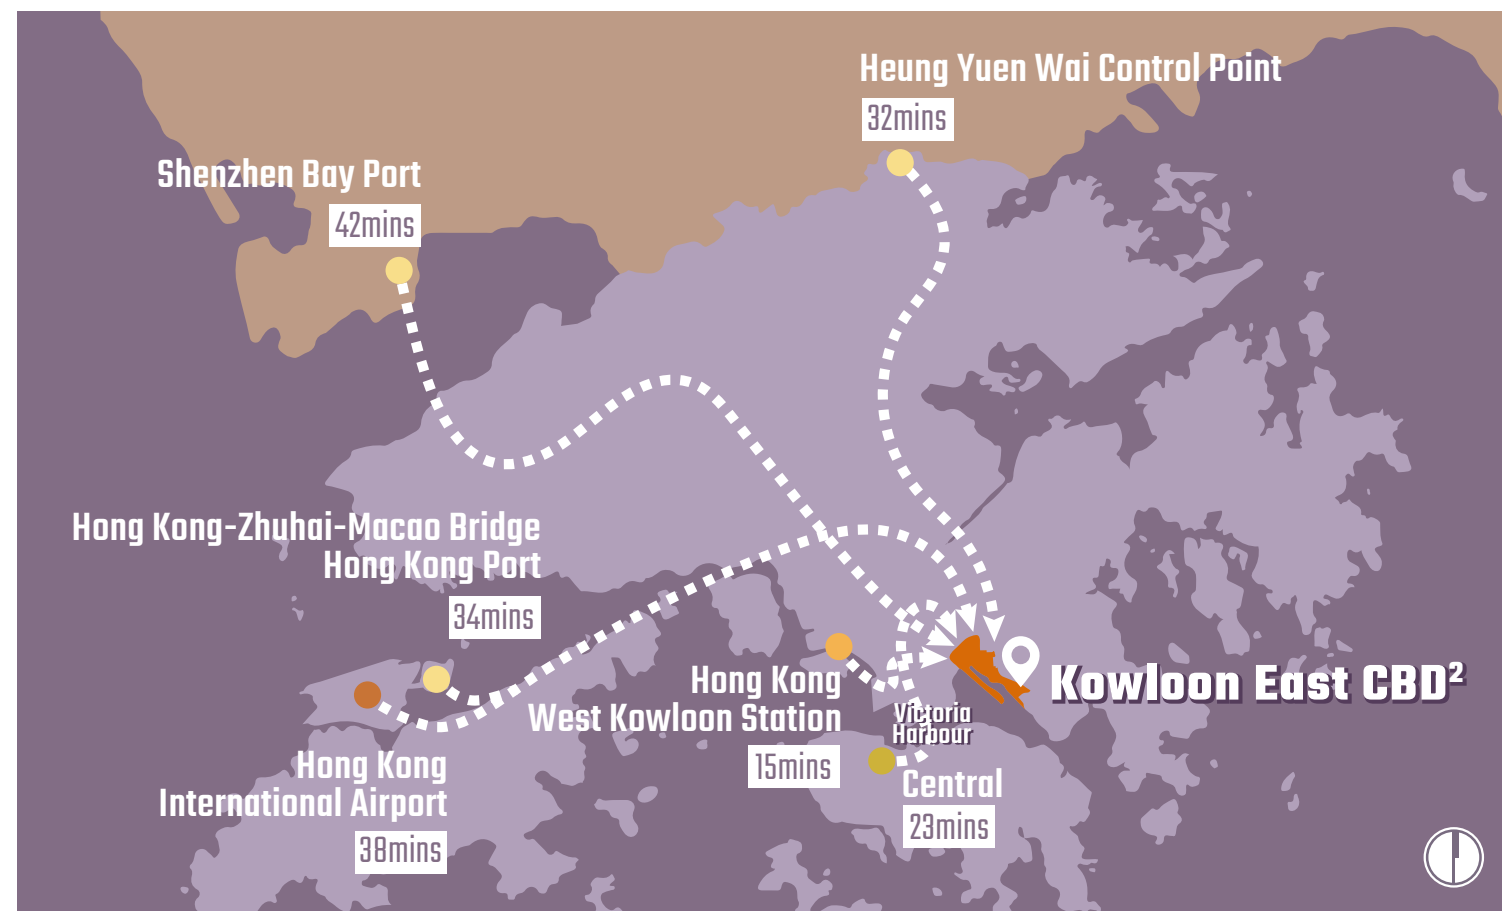 Heung Yuen Wai Control Point
32mins
Shenzhen Bay Port
42mins
Hong Kong-Zhuhai-Macao Bridge
Hong Kong Port
34mins
Hong Kong
West Kowloon Station
15mins
Kowloon East CBD²
Victoria
Harbour
Central
23mins
Hong Kong
International Airport
38mins